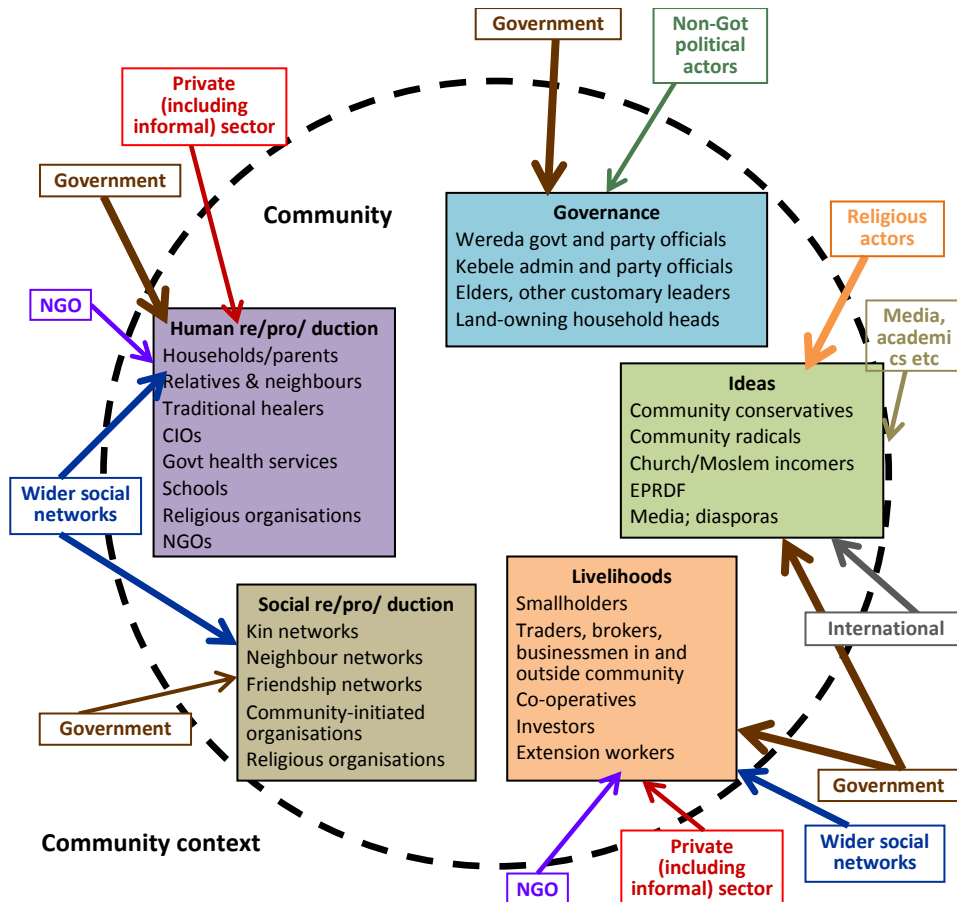 Government
Non-Got
political
actors
Private
(including
informal) sector
Government
Community
Governance
Wereda govt and party officials
Kebele admin and party officials
Elders, other customary leaders
Land-owning household heads
Religious
actors
NGO
Media,
academi
cs etc
Human re/pro/ duction
Households/parents
Relatives & neighbours
Traditional healers
CIOs
Govt health services
Schools
Religious organisations
NGOs
Ideas
Community conservatives
Community radicals
Church/Moslem incomers
EPRDF
Media; diasporas
Wider social
networks
Social re/pro/ duction
Kin networks
Neighbour networks
Friendship networks
Community-initiated
organisations
Religious organisations
Livelihoods
Smallholders
Traders, brokers,
businessmen in and
outside community
Co-operatives
Investors
Extension workers
International
Government
Government
Community context
NGO
Private
(including
informal) sector
Wider social
networks